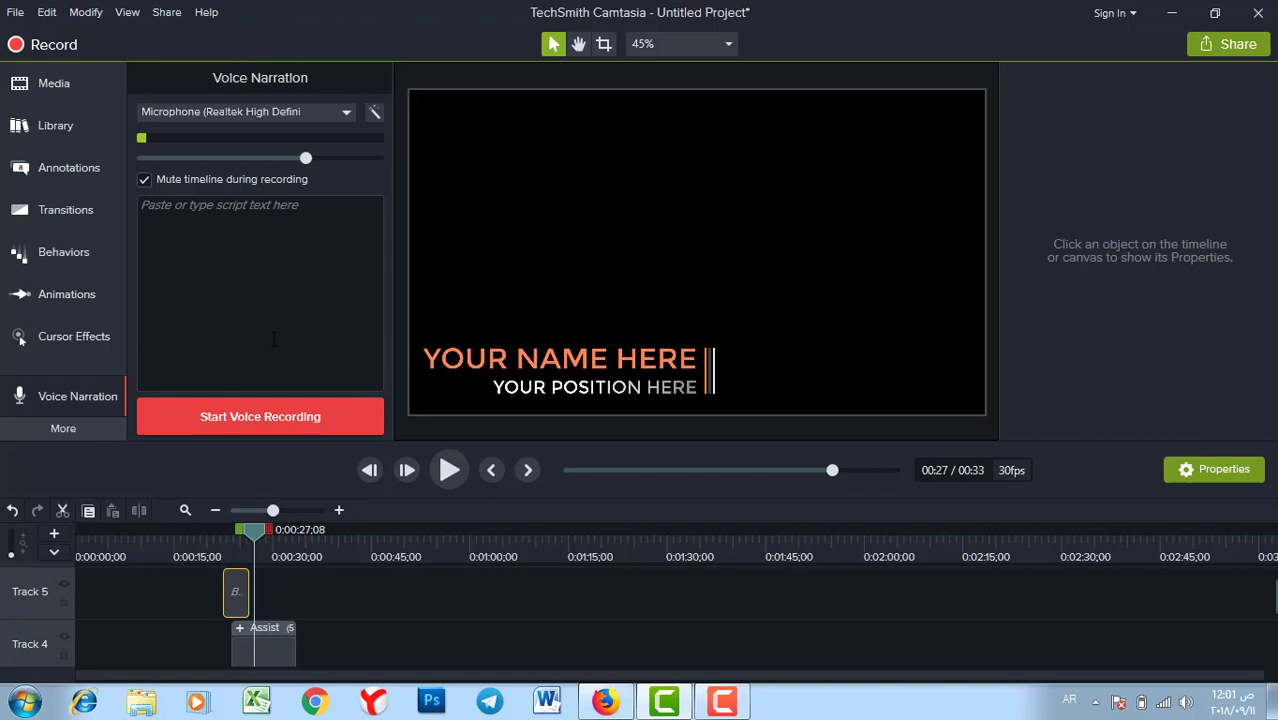 File Edit Modify View Share Help
TechSmith Camtasia - Untitled Project*
Sign In
Record
45%
Share
Media
Library
Annotations
Transitions
Behaviors
Animations
Cursor Effects
Voice Narration
More
Voice Narration
Microphone (Realtek High Defini
Mute timeline during recording
Paste or type script text here
Start Voice Recording
YOUR NAME HERE
YOUR POSITION HERE
Click an object on the timeline
or canvas to show its Properties.
00:27 / 00:33 30fps
Properties
0:00:27;08
0:00:00;00 0:00:15;00 0:00:30;00 0:00:45;00 0:01:00;00 0:01:15;00 0:01:30;00 0:01:45;00 0:02:00;00 0:02:15;00 0:02:30;00 0:02:45;00
Track 5
B..
Track 4
+ Assist (5
AR
12:01 ص
٢٠١٨/٠٩/١١